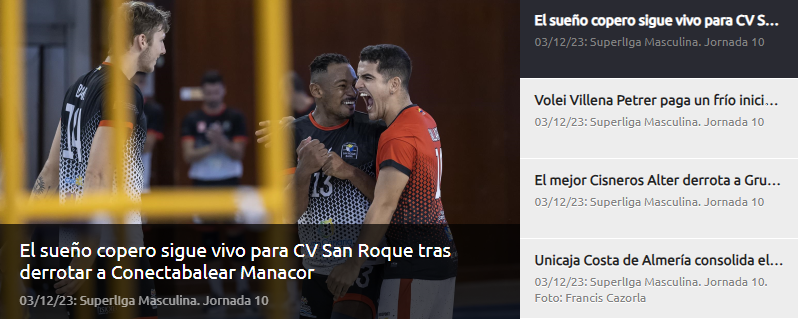 14
13
El sueño copero sigue vivo para CV San Roque tras
derrotar a Conectabalear Manacor
03/12/23: Superliga Masculina. Jornada 10
El sueño copero sigue vivo para CV S...
03/12/23: Superliga Masculina. Jornada 10
Volei Villena Petrer paga un frío inici...
03/12/23: Superliga Masculina. Jornada 10
El mejor Cisneros Alter derrota a Gru...
03/12/23: Superliga Masculina. Jornada 10
Unicaja Costa de Almería consolida el...
03/12/23: Superliga Masculina. Jornada 10.
Foto: Francis Cazorla